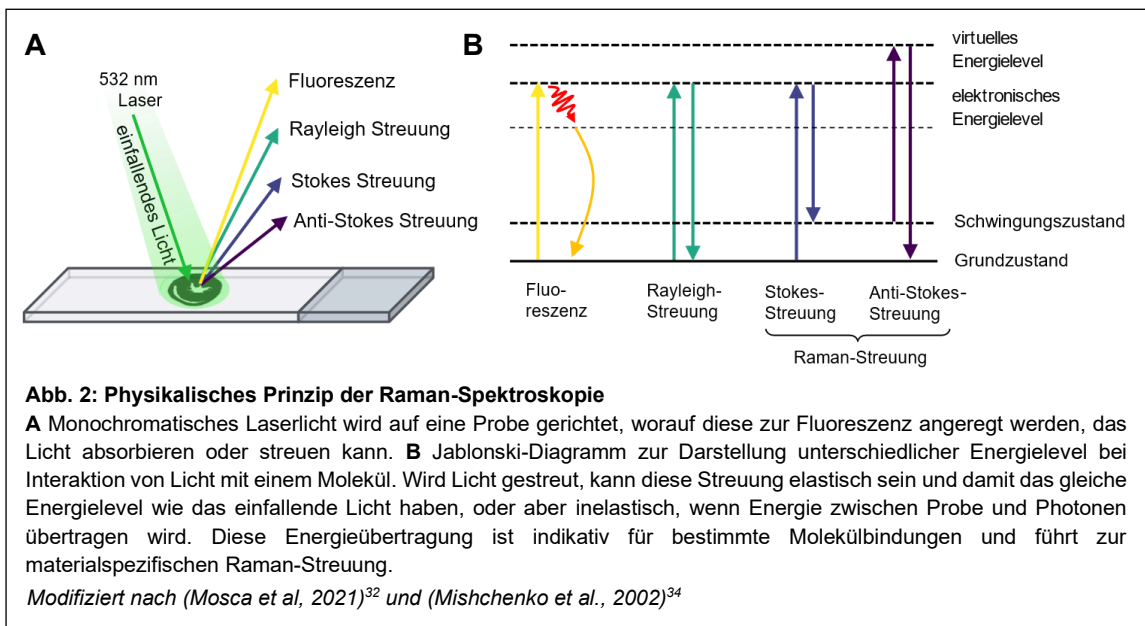 A
532 nm
Laser
einfallendes Licht
Fluoreszenz
Rayleigh Streuung
Stokes Streuung
Anti-Stokes Streuung
B
virtuelles
Energielevel
elektronisches
Energielevel
Schwingungszustand
Grundzustand
Fluo-
reszenz
Rayleigh-
Streuung
Stokes-
Streuung
Anti-Stokes-
Streuung
Raman-Streuung
Abb. 2: Physikalisches Prinzip der Raman-Spektroskopie
A Monochromatisches Laserlicht wird auf eine Probe gerichtet, worauf diese zur Fluoreszenz angeregt werden, das
Licht absorbieren oder streuen kann. B Jablonski-Diagramm zur Darstellung unterschiedlicher Energielevel bei
Interaktion von Licht mit einem Molekül. Wird Licht gestreut, kann diese Streuung elastisch sein und damit das gleiche
Energielevel wie das einfallende Licht haben, oder aber inelastisch, wenn Energie zwischen Probe und Photonen
übertragen wird. Diese Energieübertragung ist indikativ für bestimmte Molekülbindungen und führt zur
materialspezifischen Raman-Streuung.
Modifiziert nach (Mosca et al, 2021)³² und (Mishchenko et al., 2002)³⁴